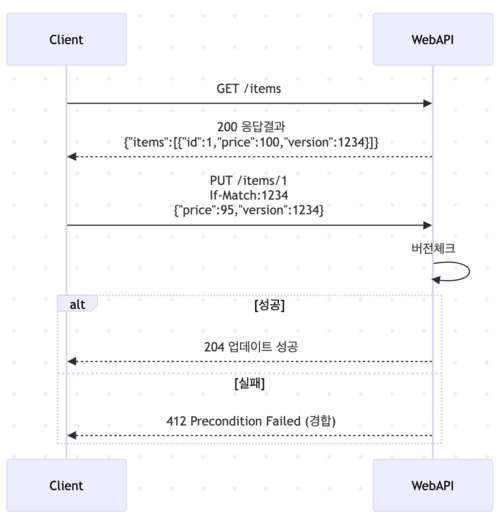 Client
WebAPI
GET /items
200 응답결과
{"items":[{"id":1,"price":100,"version":1234}]}
PUT /items/1
If-Match:1234
{"price":95,"version":1234}
버전체크
alt
[성공]
204 업데이트 성공
[실패]
412 Precondition Failed (경합)
Client
WebAPI